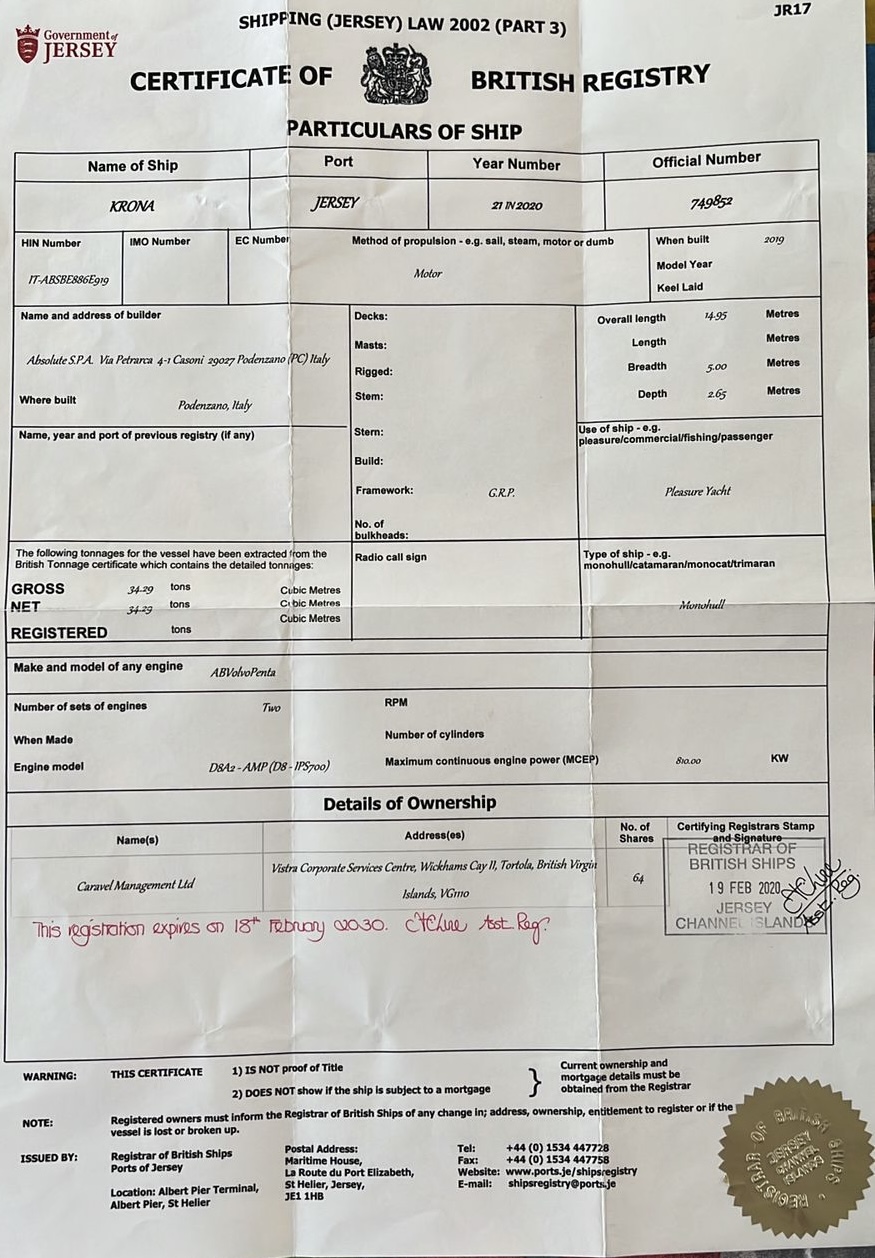 JR17
SHIPPING (JERSEY) LAW 2002 (PART 3)
Government of
JERSEY
CERTIFICATE OF BRITISH REGISTRY
PARTICULARS OF SHIP
Name of Ship Port Year Number Official Number
KRONA JERSEY 21 IN 2020 749852
HIN Number IMO Number EC Number Method of propulsion - e.g. sail, steam, motor or dumb When built 2019
IT-ABSBE886E919 Motor Model Year
Keel Laid
Name and address of builder Decks: Overall length 14.95 Metres
Masts: Length Metres
Absolute S.P.A. Via Petrarca 4-1 Casoni 29027 Podenzano (PC) Italy Rigged: Breadth 5.00 Metres
Where built Podenzano, Italy Stem: Depth 2.65 Metres
Name, year and port of previous registry (if any) Stern: Use of ship - e.g.
pleasure/commercial/fishing/passenger
Build:
Framework: G.R.P. Pleasure Yacht
No. of
bulkheads:
The following tonnages for the vessel have been extracted from the Radio call sign Type of ship - e.g.
British Tonnage certificate which contains the detailed tonnages: monohull/catamaran/monocat/trimaran
GROSS 34.29 tons Cubic Metres
NET 34.29 tons Cubic Metres Monohull
Cubic Metres
REGISTERED tons
Make and model of any engine ABVolvoPenta
Number of sets of engines Two RPM
When Made Number of cylinders
Engine model D8A2 - AMP (D8 - IPS700) Maximum continuous engine power (MCEP) 810.00 KW
Details of Ownership
Name(s) Address(es) No. of Shares Certifying Registrars Stamp and Signature
Caravel Management Ltd Vistra Corporate Services Centre, Wickhams Cay II, Tortola, British Virgin
Islands, VG1110 64
REGISTRAR OF
BRITISH SHIPS
19 FEB 2020
JERSEY
CHANNEL ISLANDS
Asst. Reg.
This registration expires on 18th February 2030. Asst Reg.
WARNING: THIS CERTIFICATE 1) IS NOT proof of Title
2) DOES NOT show if the ship is subject to a mortgage
} Current ownership and
mortgage details must be
obtained from the Registrar
NOTE: Registered owners must inform the Registrar of British Ships of any change in; address, ownership, entitlement to register or if the
vessel is lost or broken up.
ISSUED BY: Registrar of British Ships
Ports of Jersey
Location: Albert Pier Terminal,
Albert Pier, St Helier
Postal Address:
Maritime House,
La Route du Port Elizabeth,
St Helier, Jersey,
JE1 1HB
Tel: +44 (0) 1534 447728
Fax: +44 (0) 1534 447758
Website: www.ports.je/shipsregistry
E-mail: shipsregistry@ports.je
REGISTRAR OF BRITISH SHIPS
JERSEY
CHANNEL
ISLANDS